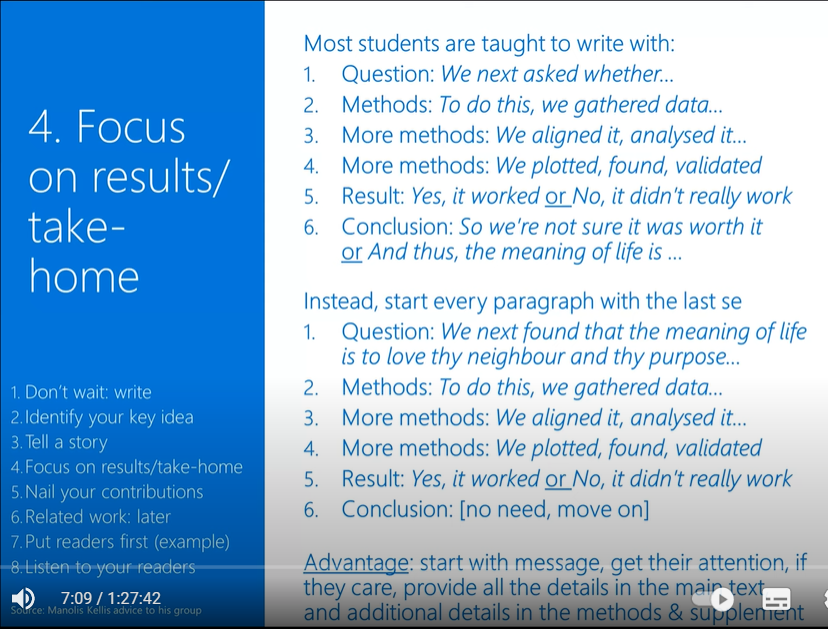 4. Focus
on results/
take-
home
1. Don't wait: write
2. Identify your key idea
3. Tell a story
4. Focus on results/take-home
5. Nail your contributions
6. Related work: later
7. Put readers first (example)
8. Listen to your readers
Source: Manolis Kellis advice to his group
7:09 / 1:27:42
Most students are taught to write with:
1. Question: We next asked whether...
2. Methods: To do this, we gathered data...
3. More methods: We aligned it, analysed it...
4. More methods: We plotted, found, validated
5. Result: Yes, it worked or No, it didn't really work
6. Conclusion: So we're not sure it was worth it
or And thus, the meaning of life is ...
Instead, start every paragraph with the last se
1. Question: We next found that the meaning of life
is to love thy neighbour and thy purpose...
2. Methods: To do this, we gathered data...
3. More methods: We aligned it, analysed it...
4. More methods: We plotted, found, validated
5. Result: Yes, it worked or No, it didn't really work
6. Conclusion: [no need, move on]
Advantage: start with message, get their attention, if
they care, provide all the details in the main text
and additional details in the methods & supplement